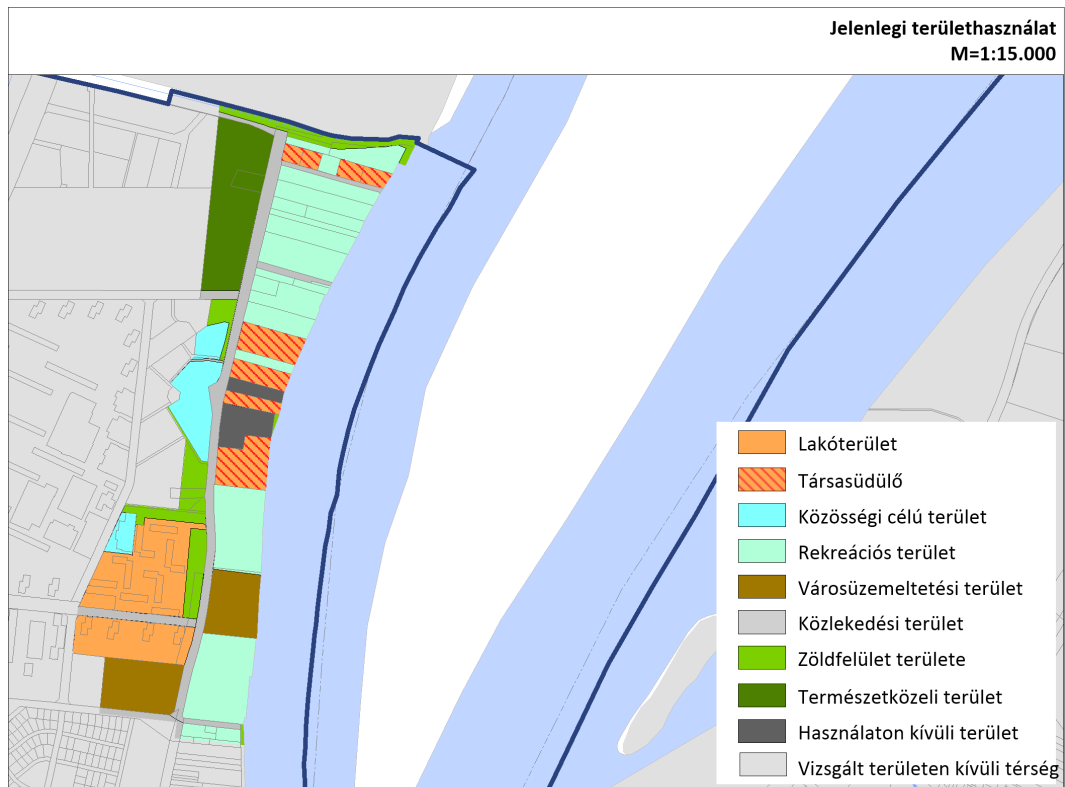 Jelenlegi területhasználat
M=1:15.000
Lakóterület
Társasüdülő
Közösségi célú terület
Rekreációs terület
Városüzemeltetési terület
Közlekedési terület
Zöldfelület területe
Természetközeli terület
Használaton kívüli terület
Vizsgált területen kívüli térség